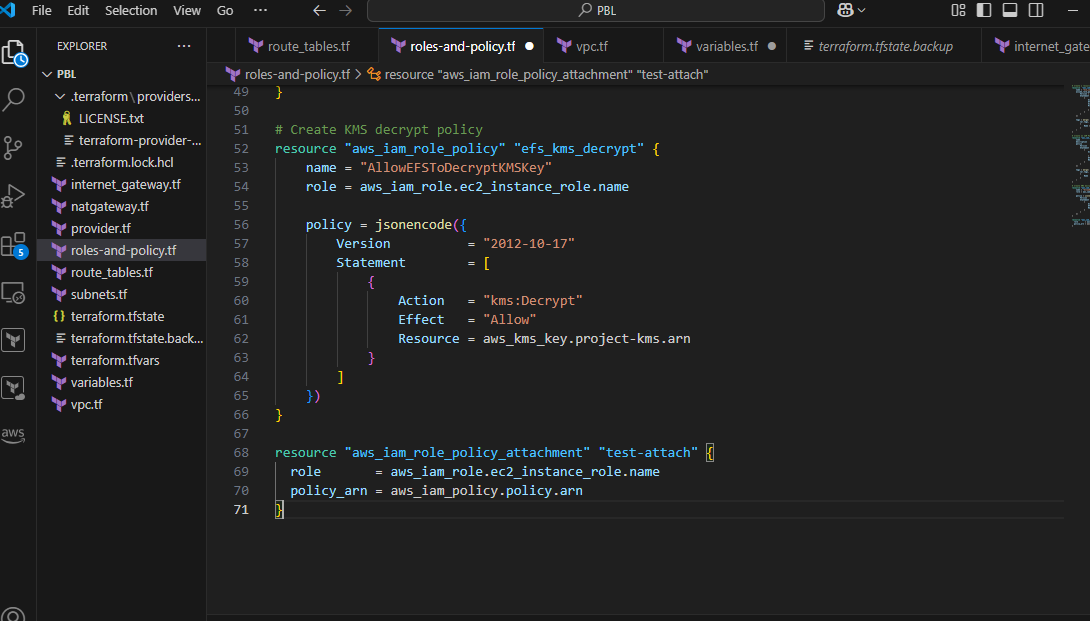 File Edit Selection View Go ··· PBL
EXPLORER ···
route_tables.tf
roles-and-policy.tf
vpc.tf
variables.tf
terraform.tfstate.backup
internet_gate
PBL
.terraform\providers...
LICENSE.txt
terraform-provider-...
.terraform.lock.hcl
internet_gateway.tf
natgateway.tf
provider.tf
roles-and-policy.tf
route_tables.tf
subnets.tf
{} terraform.tfstate
terraform.tfstate.back...
terraform.tfvars
variables.tf
vpc.tf
5
aws
roles-and-policy.tf > resource "aws_iam_role_policy_attachment" "test-attach"
49 }
50
51 # Create KMS decrypt policy
52 resource "aws_iam_role_policy" "efs_kms_decrypt" {
53 name = "AllowEFSToDecryptKMSKey"
54 role = aws_iam_role.ec2_instance_role.name
55
56 policy = jsonencode({
57 Version = "2012-10-17"
58 Statement = [
59 {
60 Action = "kms:Decrypt"
61 Effect = "Allow"
62 Resource = aws_kms_key.project-kms.arn
63 }
64 ]
65 })
66 }
67
68 resource "aws_iam_role_policy_attachment" "test-attach" {
69 role = aws_iam_role.ec2_instance_role.name
70 policy_arn = aws_iam_policy.policy.arn
71 }